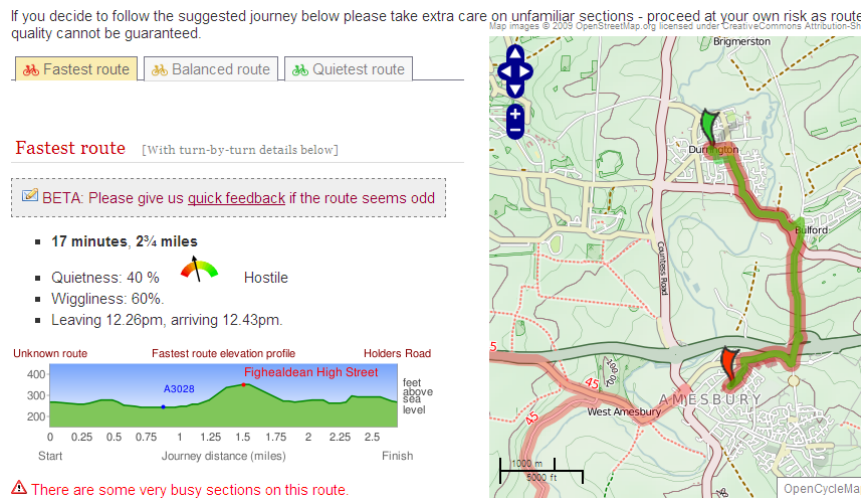 If you decide to follow the suggested journey below please take extra care on unfamiliar sections - proceed at your own risk as route
quality cannot be guaranteed.
Map images © 2009 OpenStreetMap.org licensed under CreativeCommons Attribution-Sh
Fastest route
Balanced route
Quietest route
Fastest route [With turn-by-turn details below]
BETA: Please give us quick feedback if the route seems odd
17 minutes, 2¾ miles
Quietness: 40 % Hostile
Wiggliness: 60%.
Leaving 12.26pm, arriving 12.43pm.
Unknown route Fastest route elevation profile Holders Road
400
300
200
A3028
Fighealdean High Street
feet
above
sea
level
0 0.25 0.5 0.75 1 1.25 1.5 1.75 2 2.25 2.5
Start Journey distance (miles) Finish
There are some very busy sections on this route.
Brigmerston
Durrington
Bulford
Countess Road
5
45
45
West Amesbury
AMESBURY
1000 m
5000 ft
OpenCycleMa